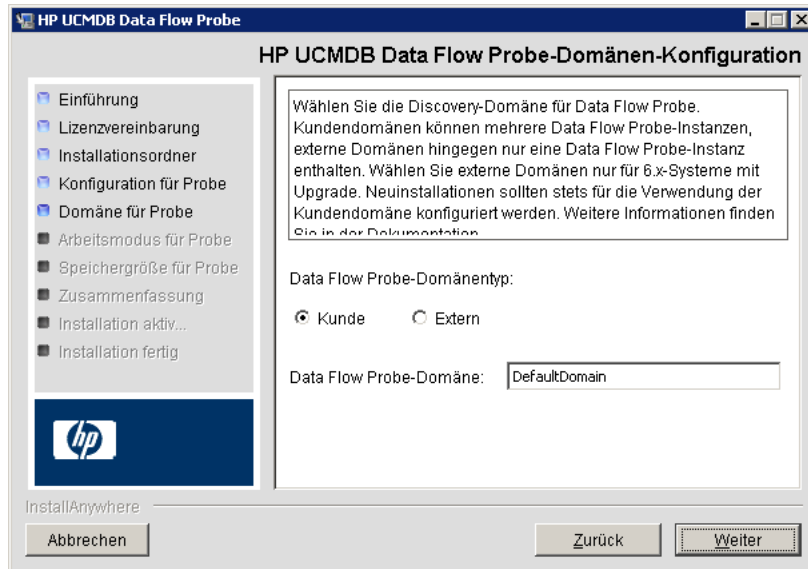 HP UCMDB Data Flow Probe
HP UCMDB Data Flow Probe-Domänen-Konfiguration
Einführung
Lizenzvereinbarung
Installationsordner
Konfiguration für Probe
Domäne für Probe
Arbeitsmodus für Probe
Speichergröße für Probe
Zusammenfassung
Installation aktiv...
Installation fertig
Wählen Sie die Discovery-Domäne für Data Flow Probe.
Kundendomänen können mehrere Data Flow Probe-Instanzen,
externe Domänen hingegen nur eine Data Flow Probe-Instanz
enthalten. Wählen Sie externe Domänen nur für 6.x-Systeme mit
Upgrade. Neuinstallationen sollten stets für die Verwendung der
Kundendomäne konfiguriert werden. Weitere Informationen finden
Sie in der Dokumentation
Data Flow Probe-Domänentyp:
Kunde Extern
Data Flow Probe-Domäne: DefaultDomain
hp
InstallAnywhere
Abbrechen Zurück Weiter